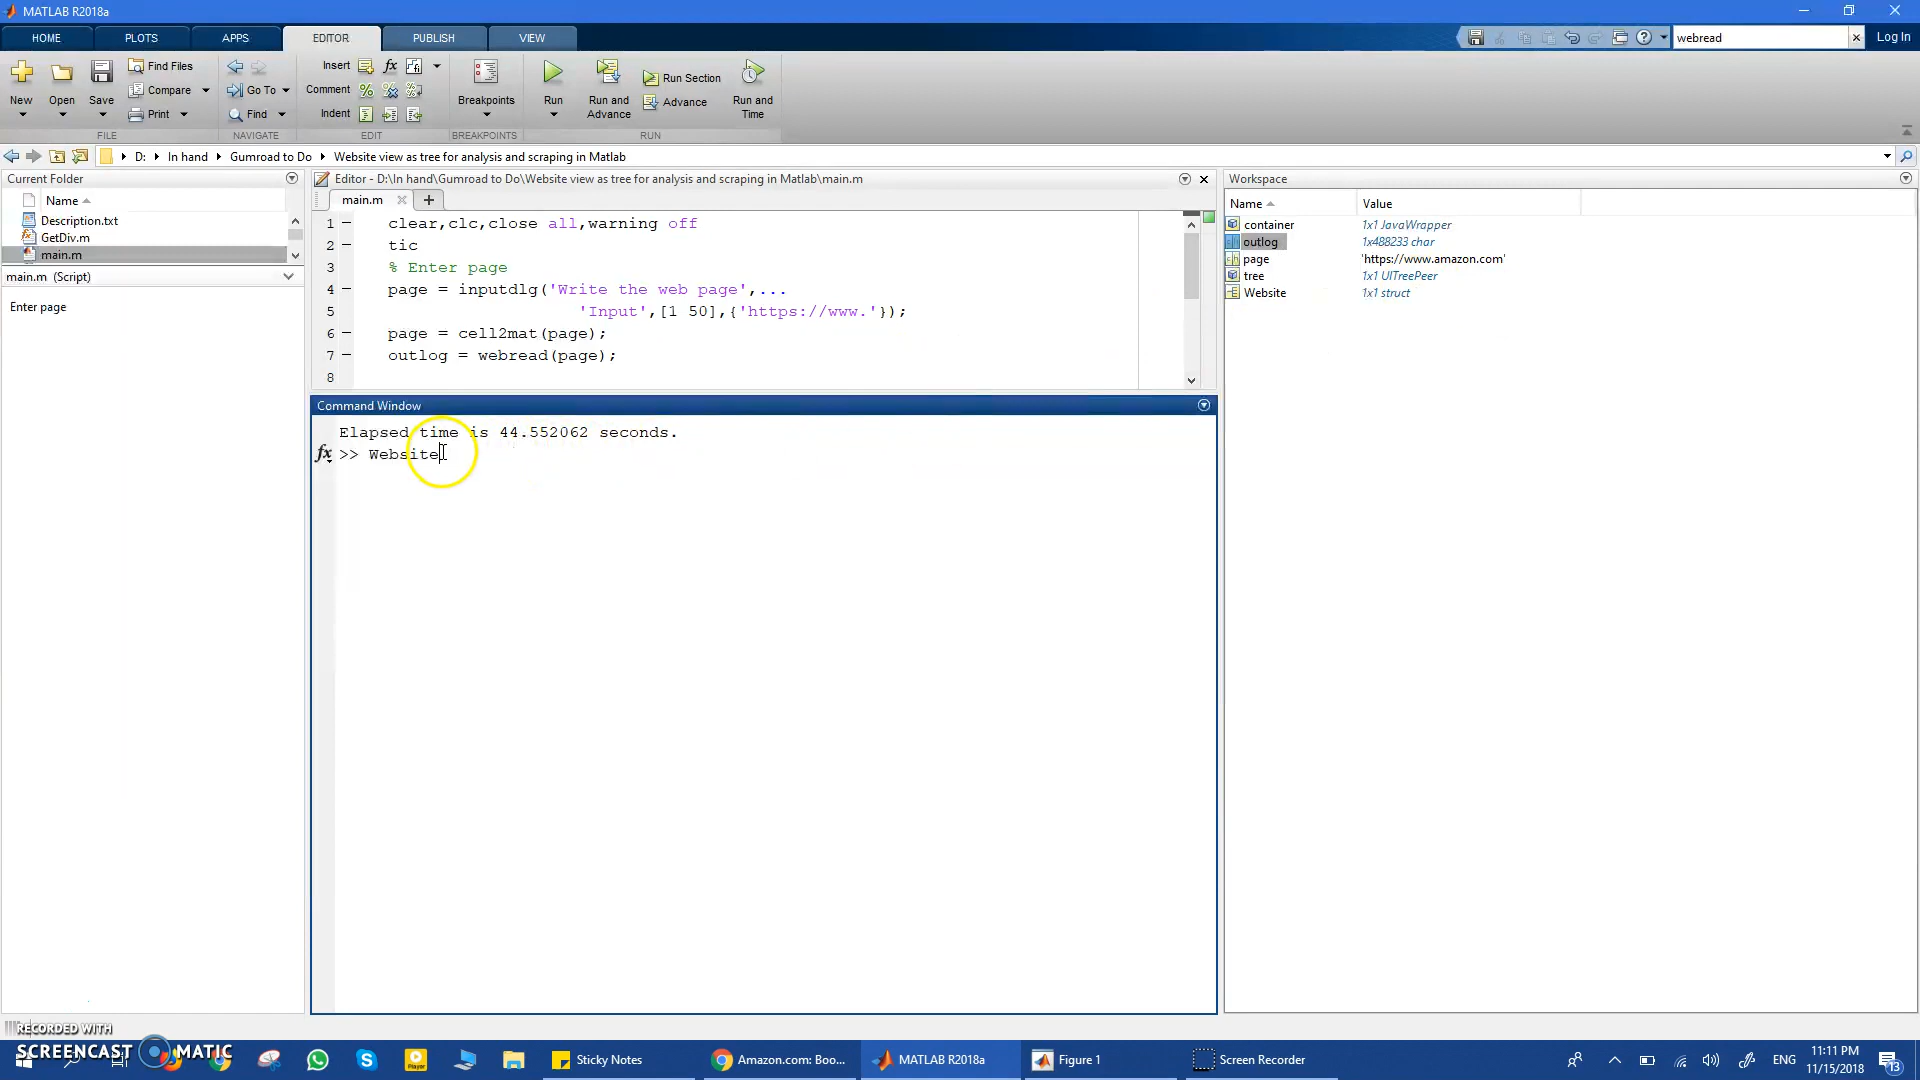 MATLAB R2018a
HOME PLOTS APPS EDITOR PUBLISH VIEW
webread
Log In
New Open Save
Find Files
Compare
Print
FILE
Go To
Find
NAVIGATE
Insert fx
Comment
Indent
EDIT
Breakpoints
BREAKPOINTS
Run
Run and Advance
Run Section
Advance
Run and Time
RUN
D: In hand Gumroad to Do Website view as tree for analysis and scraping in Matlab
Current Folder
Name
Description.txt
GetDiv.m
main.m
main.m (Script)
Enter page
Editor - D:\In hand\Gumroad to Do\Website view as tree for analysis and scraping in Matlab\main.m
main.m
1 – clear,clc,close all,warning off
2 – tic
3 % Enter page
4 – page = inputdlg('Write the web page',...
5 'Input',[1 50],{'https://www.'});
6 – page = cell2mat(page);
7 – outlog = webread(page);
8
Command Window
Elapsed time is 44.552062 seconds.
fx >> Website
Workspace
Name Value
container 1x1 JavaWrapper
outlog 1x488233 char
page 'https://www.amazon.com'
tree 1x1 UITreePeer
Website 1x1 struct
RECORDED WITH
SCREENCAST MATIC
Player
Sticky Notes
Amazon.com: Boo...
MATLAB R2018a
Figure 1
Screen Recorder
ENG
11:11 PM
11/15/2018
13